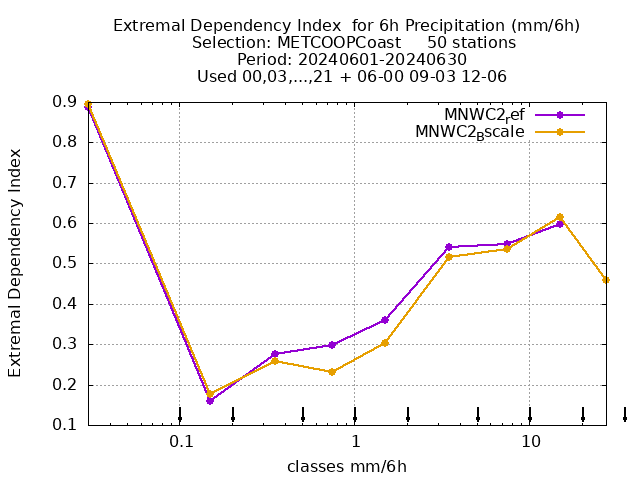 Extremal Dependency Index  for 6h Precipitation (mm/6h)
Selection: METCOOPCoast     50 stations
Period: 20240601-20240630
Used 00,03,...,21 + 06-00 09-03 12-06
MNWC2ref
MNWC2Bscale
0.9
0.8
0.7
0.6
0.5
0.4
0.3
0.2
0.1
Extremal Dependency Index
0.1 1 10
classes mm/6h